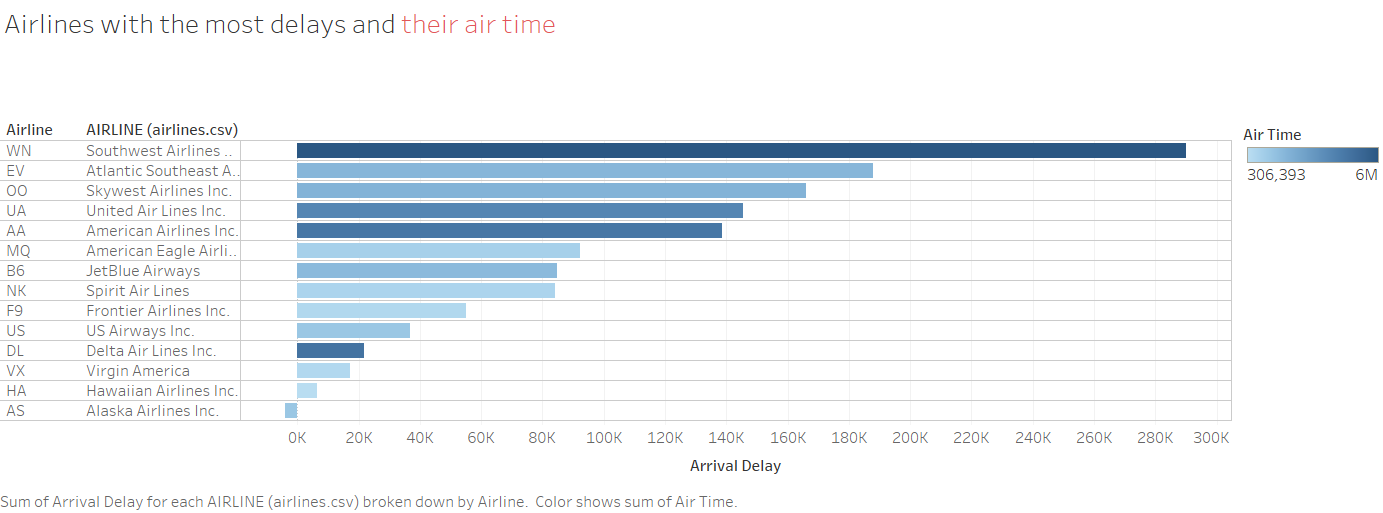 Airlines with the most delays and their air time
Airline AIRLINE (airlines.csv)
WN Southwest Airlines ..
EV Atlantic Southeast A..
OO Skywest Airlines Inc.
UA United Air Lines Inc.
AA American Airlines Inc.
MQ American Eagle Airli..
B6 JetBlue Airways
NK Spirit Air Lines
F9 Frontier Airlines Inc.
US US Airways Inc.
DL Delta Air Lines Inc.
VX Virgin America
HA Hawaiian Airlines Inc.
AS Alaska Airlines Inc.
0K 20K 40K 60K 80K 100K 120K 140K 160K 180K 200K 220K 240K 260K 280K 300K
Arrival Delay
Air Time
306,393 6M
Sum of Arrival Delay for each AIRLINE (airlines.csv) broken down by Airline. Color shows sum of Air Time.